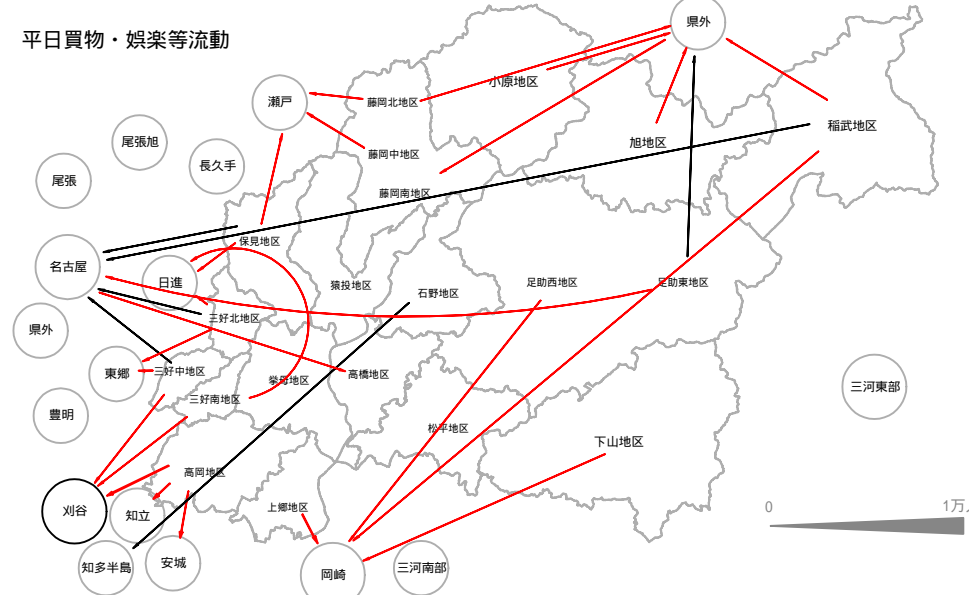 平日買物・娯楽等流動
県外
瀬戸
藤岡北地区
小原地区
稲武地区
尾張旭
旭地区
藤岡中地区
長久手
尾張
藤岡南地区
保見地区
名古屋
日進
猿投地区
石野地区
足助西地区
足助東地区
三好北地区
県外
東郷
三好中地区
挙母地区
高橋地区
三河東部
三好南地区
豊明
松平地区
下山地区
高岡地区
刈谷
知立
上郷地区
0
1万人
知多半島
安城
岡崎
三河南部